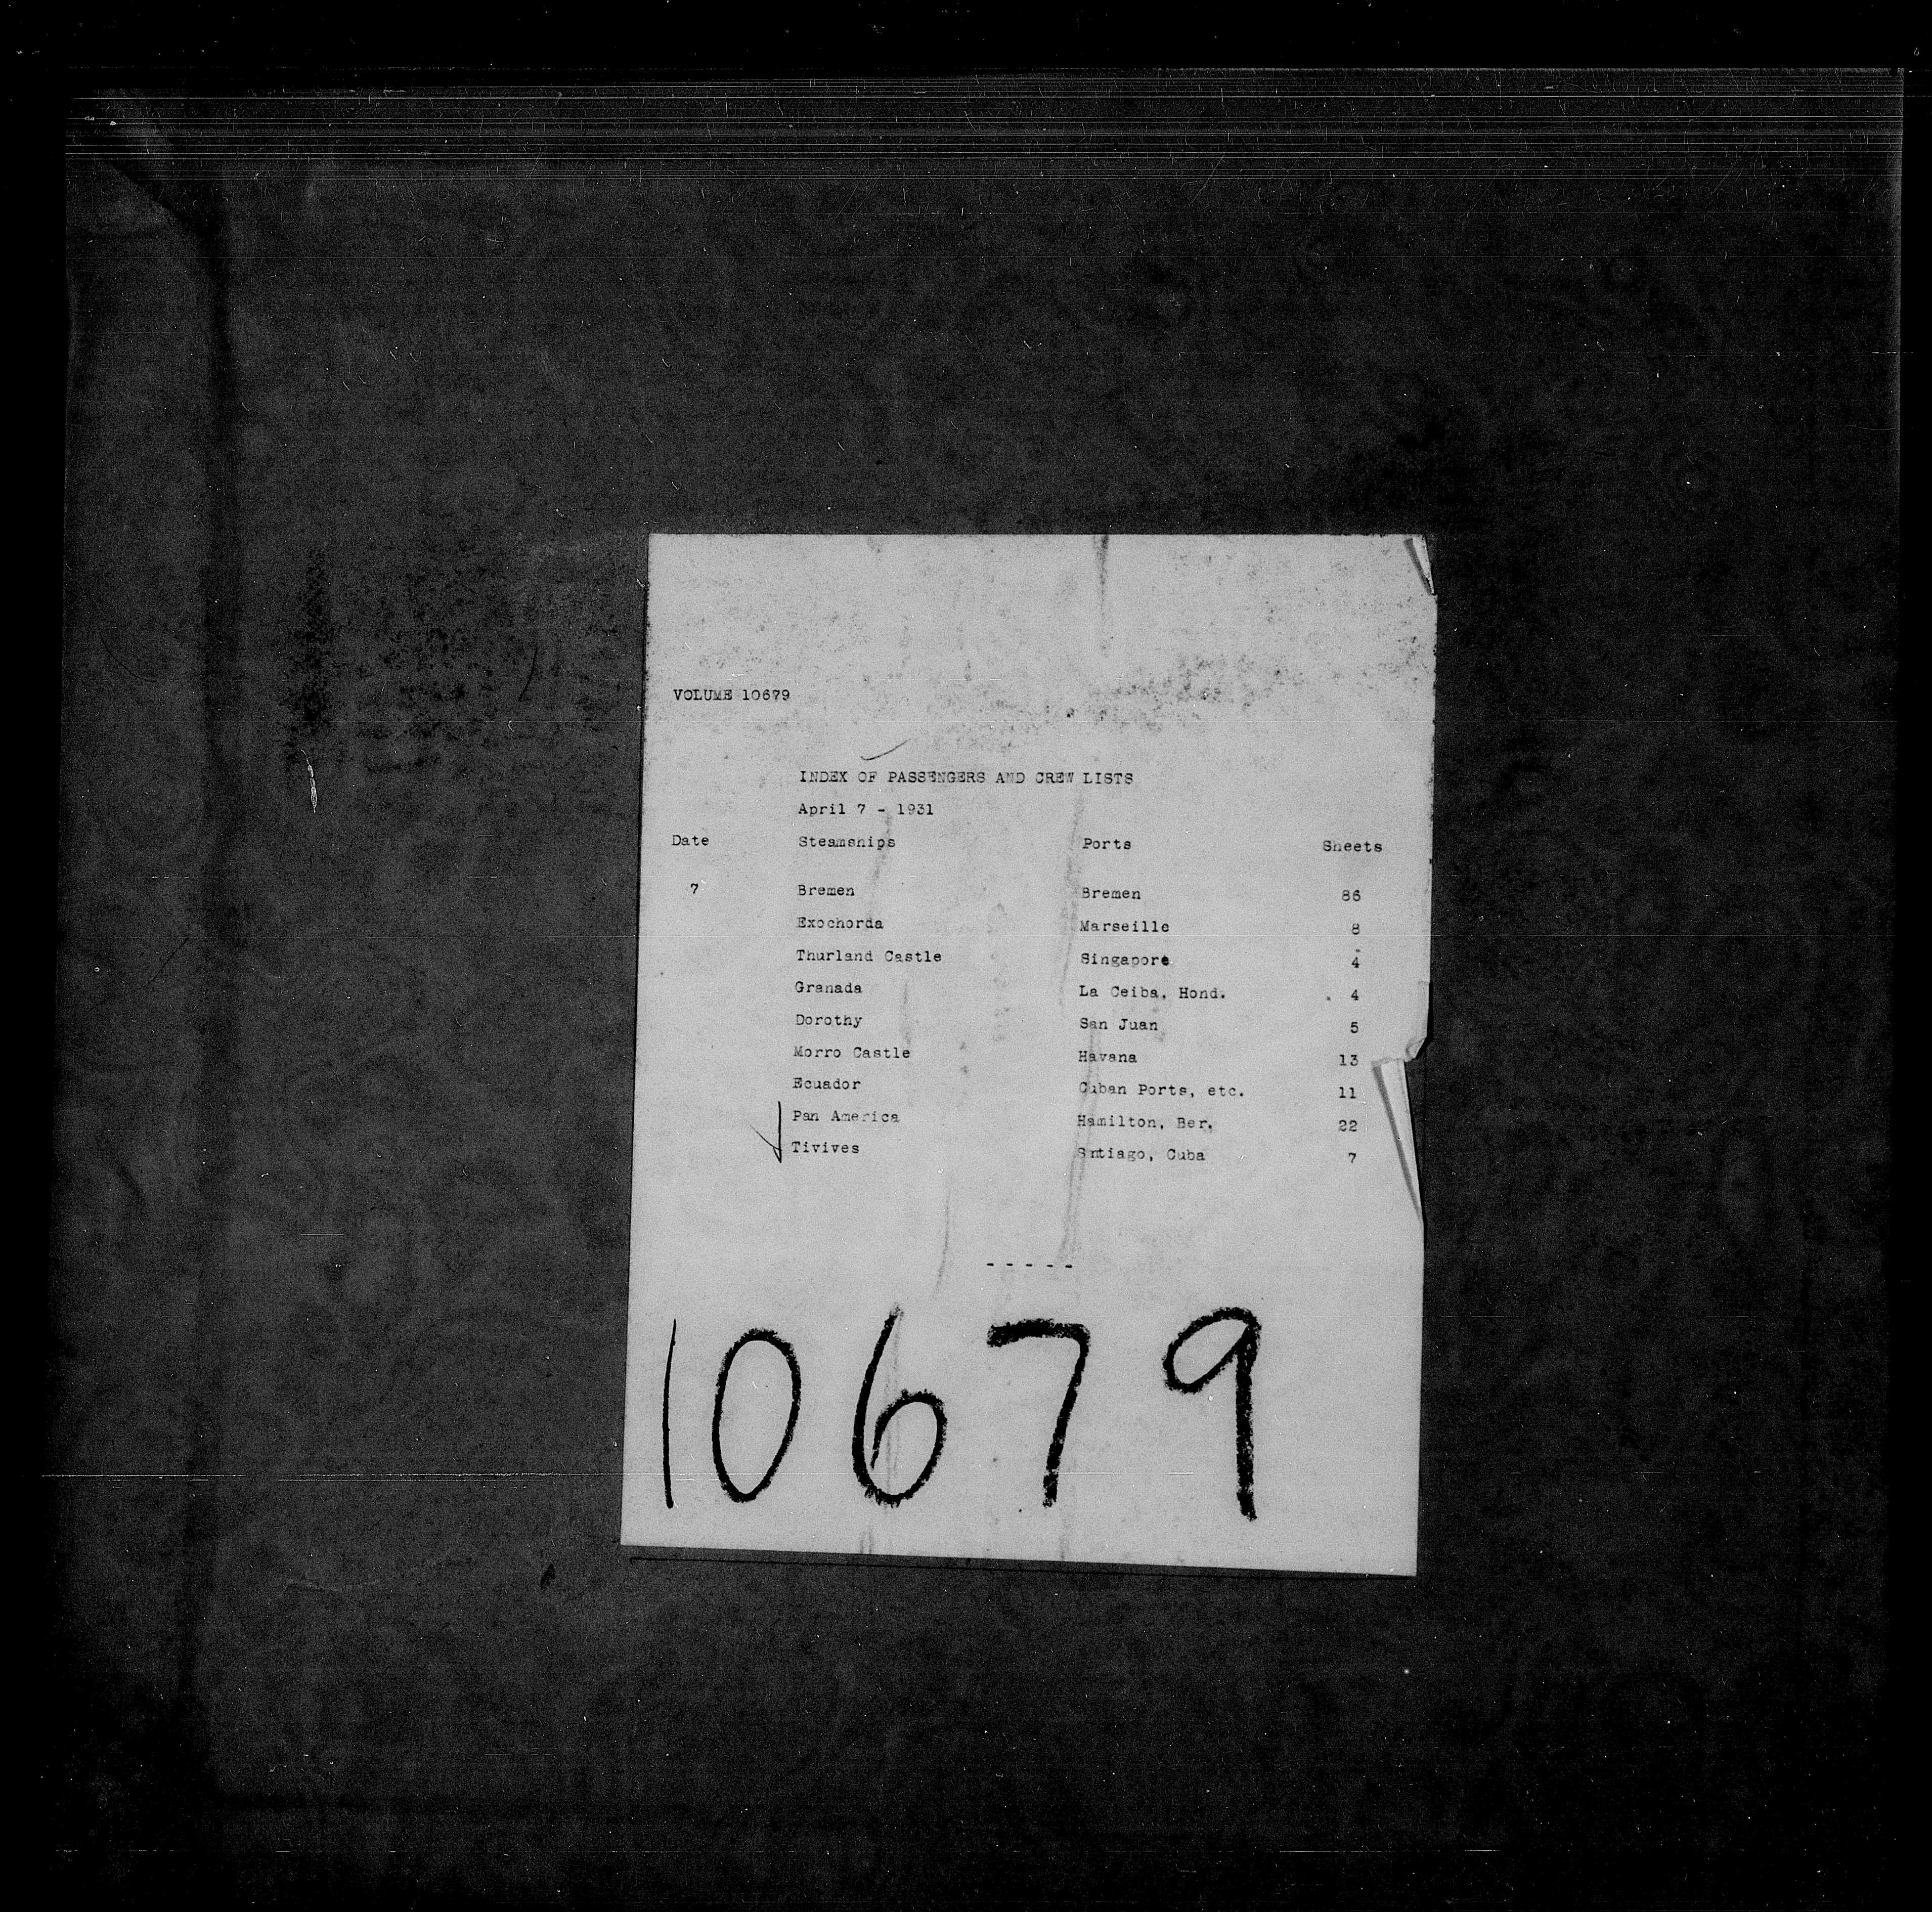 VOLUME 10679
INDEX OF PASSENGERS AND CREW LISTS
April 7 - 1931
Date Steamships Ports Sheets
7 Bremen Bremen 86
Exochorda Marseille 8
Thurland Castle Singapore 4
Granada La Ceiba, Hond. 4
Dorothy San Juan 5
Morro Castle Havana 13
Ecuador Cuban Ports, etc. 11
Pan America Hamilton, Ber. 22
Tivives Sntiago, Cuba 7
- - - - -
10679